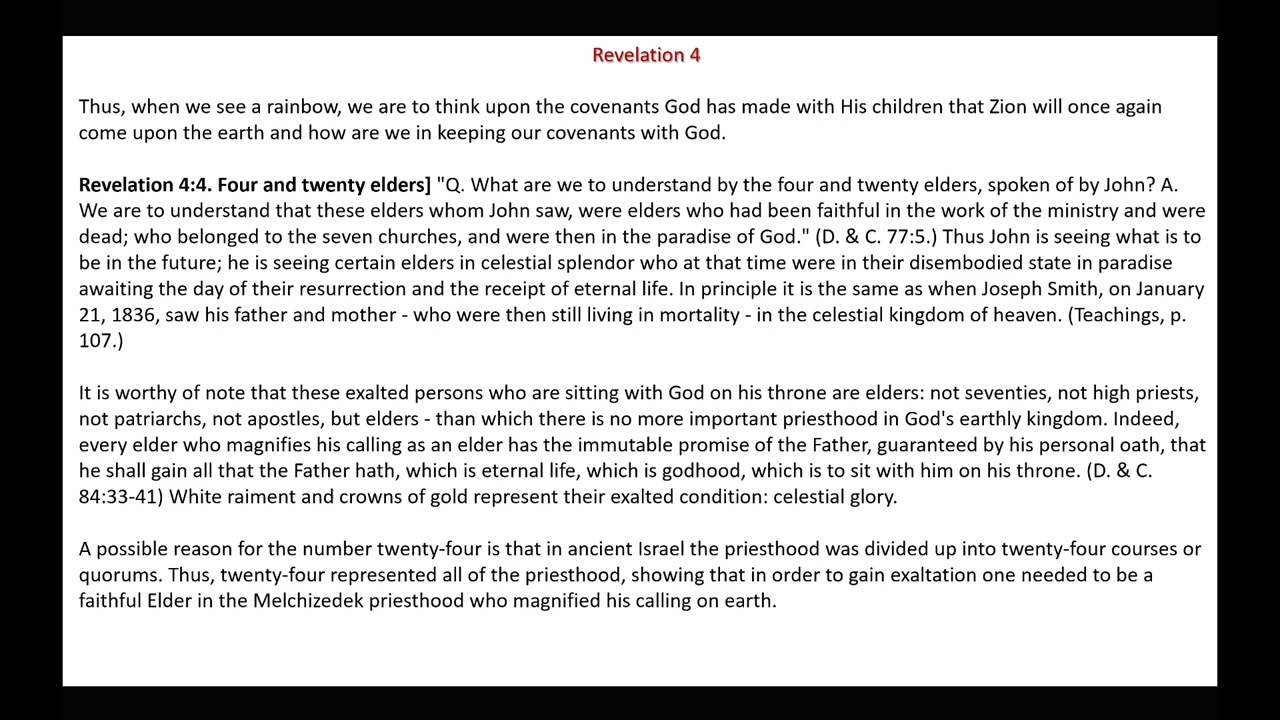 Revelation 4
Thus, when we see a rainbow, we are to think upon the covenants God has made with His children that Zion will once again
come upon the earth and how are we in keeping our covenants with God.
Revelation 4:4. Four and twenty elders] "Q. What are we to understand by the four and twenty elders, spoken of by John? A.
We are to understand that these elders whom John saw, were elders who had been faithful in the work of the ministry and were
dead; who belonged to the seven churches, and were then in the paradise of God." (D. & C. 77:5.) Thus John is seeing what is to
be in the future; he is seeing certain elders in celestial splendor who at that time were in their disembodied state in paradise
awaiting the day of their resurrection and the receipt of eternal life. In principle it is the same as when Joseph Smith, on January
21, 1836, saw his father and mother - who were then still living in mortality - in the celestial kingdom of heaven. (Teachings, p.
107.)
It is worthy of note that these exalted persons who are sitting with God on his throne are elders: not seventies, not high priests,
not patriarchs, not apostles, but elders - than which there is no more important priesthood in God's earthly kingdom. Indeed,
every elder who magnifies his calling as an elder has the immutable promise of the Father, guaranteed by his personal oath, that
he shall gain all that the Father hath, which is eternal life, which is godhood, which is to sit with him on his throne. (D. & C.
84:33-41) White raiment and crowns of gold represent their exalted condition: celestial glory.
A possible reason for the number twenty-four is that in ancient Israel the priesthood was divided up into twenty-four courses or
quorums. Thus, twenty-four represented all of the priesthood, showing that in order to gain exaltation one needed to be a
faithful Elder in the Melchizedek priesthood who magnified his calling on earth.